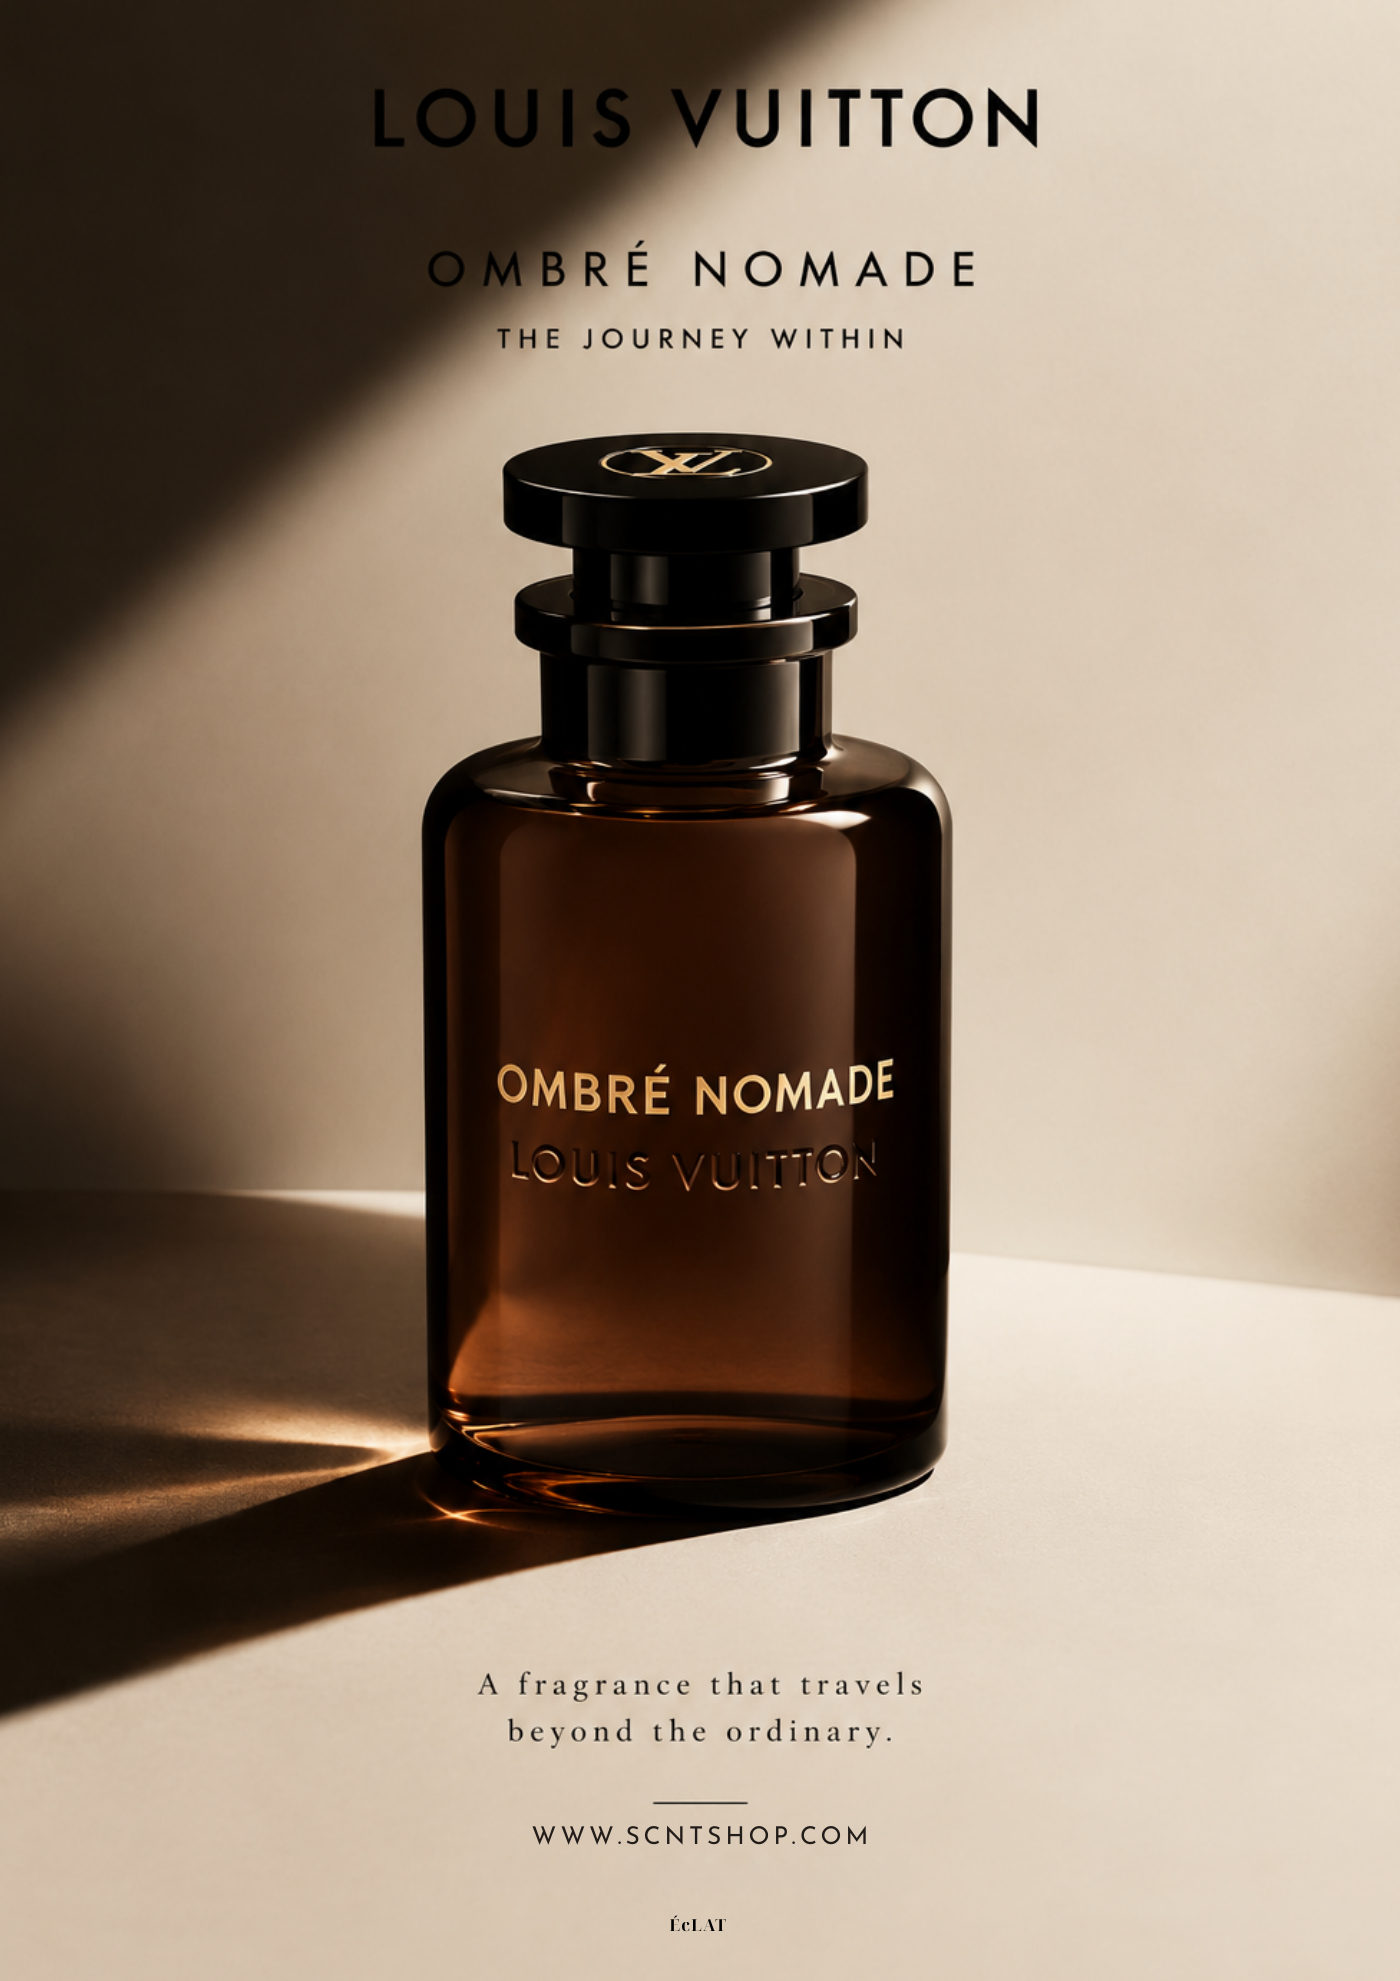 LOUIS VUITTON
OMBRÉ NOMADE
THE JOURNEY WITHIN
LV
OMBRÉ NOMADE
LOUIS VUITTON
A fragrance that travels
beyond the ordinary.
WWW.SCNTSHOP.COM
ÉcLAT